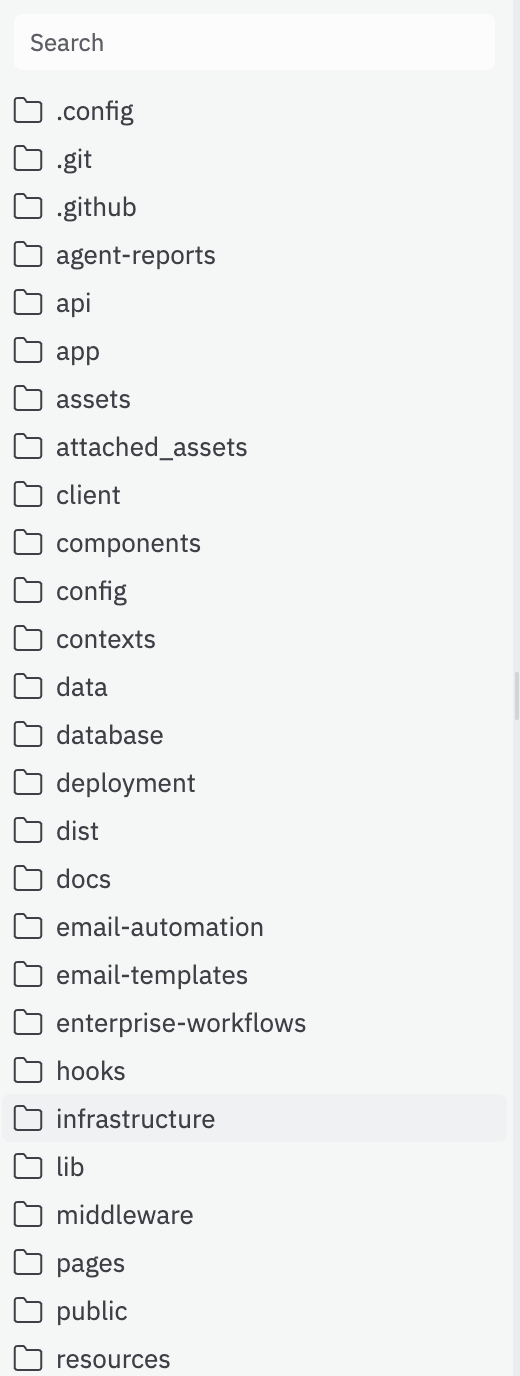 Search
.config
.git
.github
agent-reports
api
app
assets
attached_assets
client
components
config
contexts
data
database
deployment
dist
docs
email-automation
email-templates
enterprise-workflows
hooks
infrastructure
lib
middleware
pages
public
resources